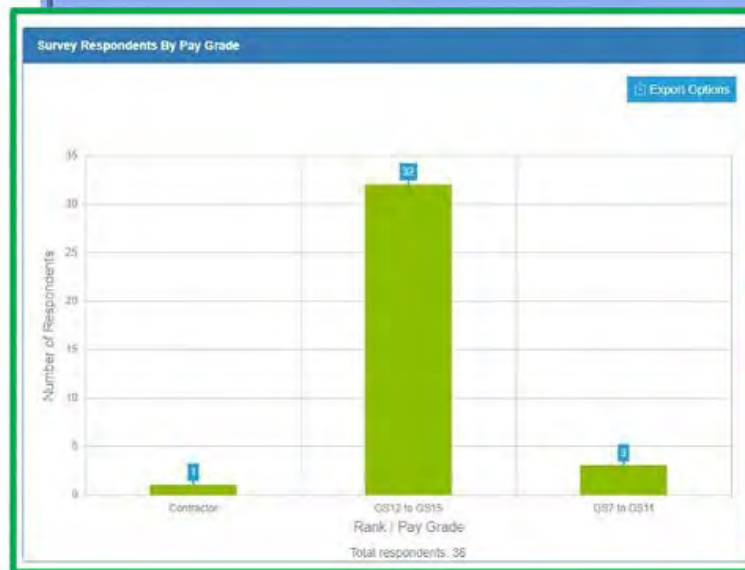 Survey Respondents By Pay Grade
Export Options
35
30
25
20
15
10
5
0
Number of Respondents
32
1
3
Contractor
GS12 to GS15
GS7 to GS11
Rank / Pay Grade
Total respondents: 36